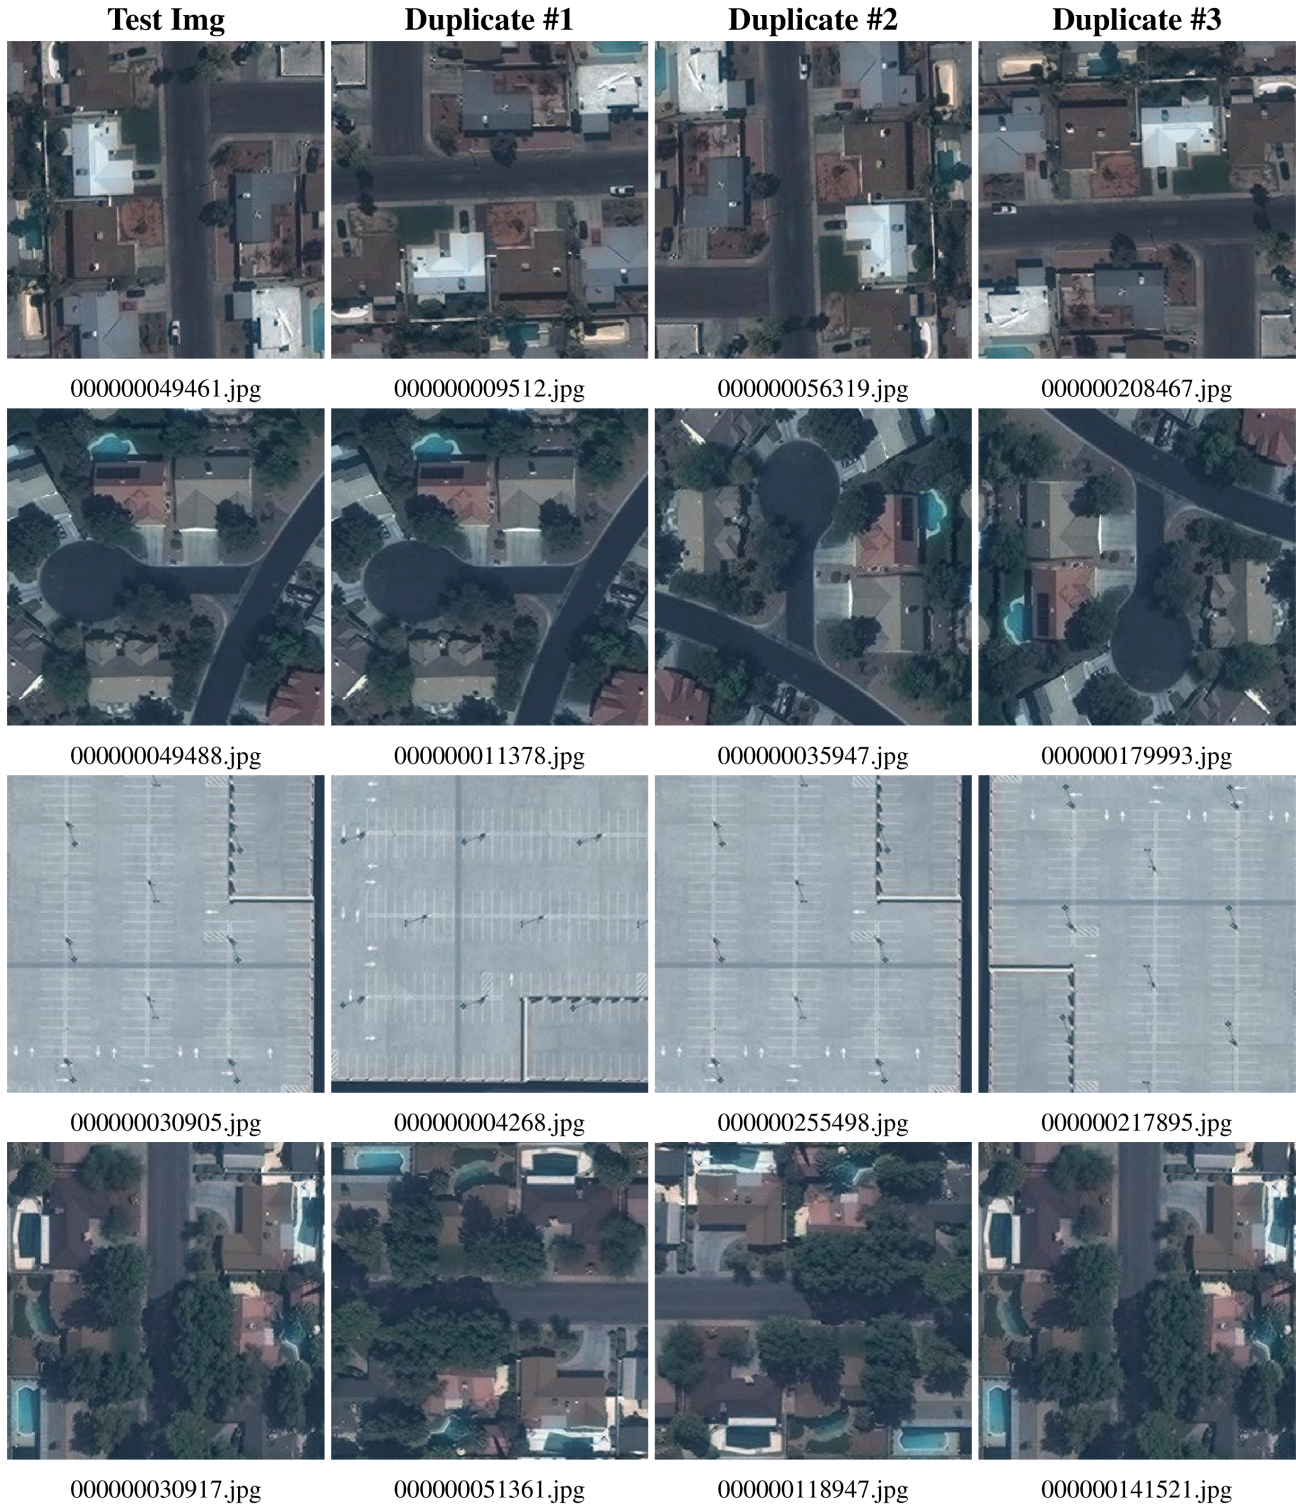 Test Img Duplicate #1 Duplicate #2 Duplicate #3
000000049461.jpg 000000009512.jpg 000000056319.jpg 000000208467.jpg
000000049488.jpg 000000011378.jpg 000000035947.jpg 000000179993.jpg
000000030905.jpg 000000004268.jpg 000000255498.jpg 000000217895.jpg
000000030917.jpg 000000051361.jpg 000000118947.jpg 000000141521.jpg